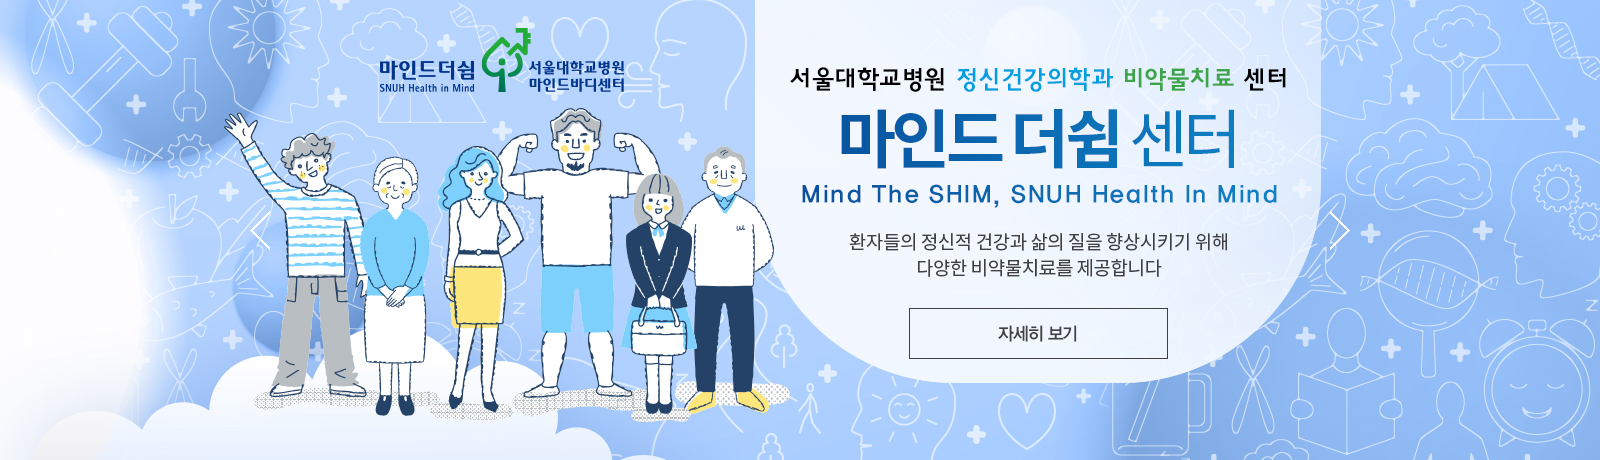 마인드더쉼
SNUH Health in Mind
서울대학교병원
마인드바디센터
서울대학교병원 정신건강의학과 비약물치료 센터
마인드 더쉼 센터
Mind The SHIM, SNUH Health In Mind
환자들의 정신적 건강과 삶의 질을 향상시키기 위해
다양한 비약물치료를 제공합니다
자세히 보기